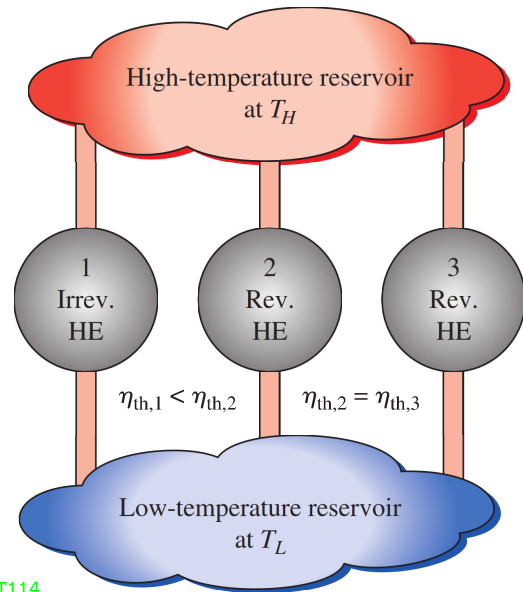 High-temperature reservoir
at T_H
1
Irrev.
HE
2
Rev.
HE
3
Rev.
HE
η_th,1 < η_th,2
η_th,2 = η_th,3
Low-temperature reservoir
at T_L
T114